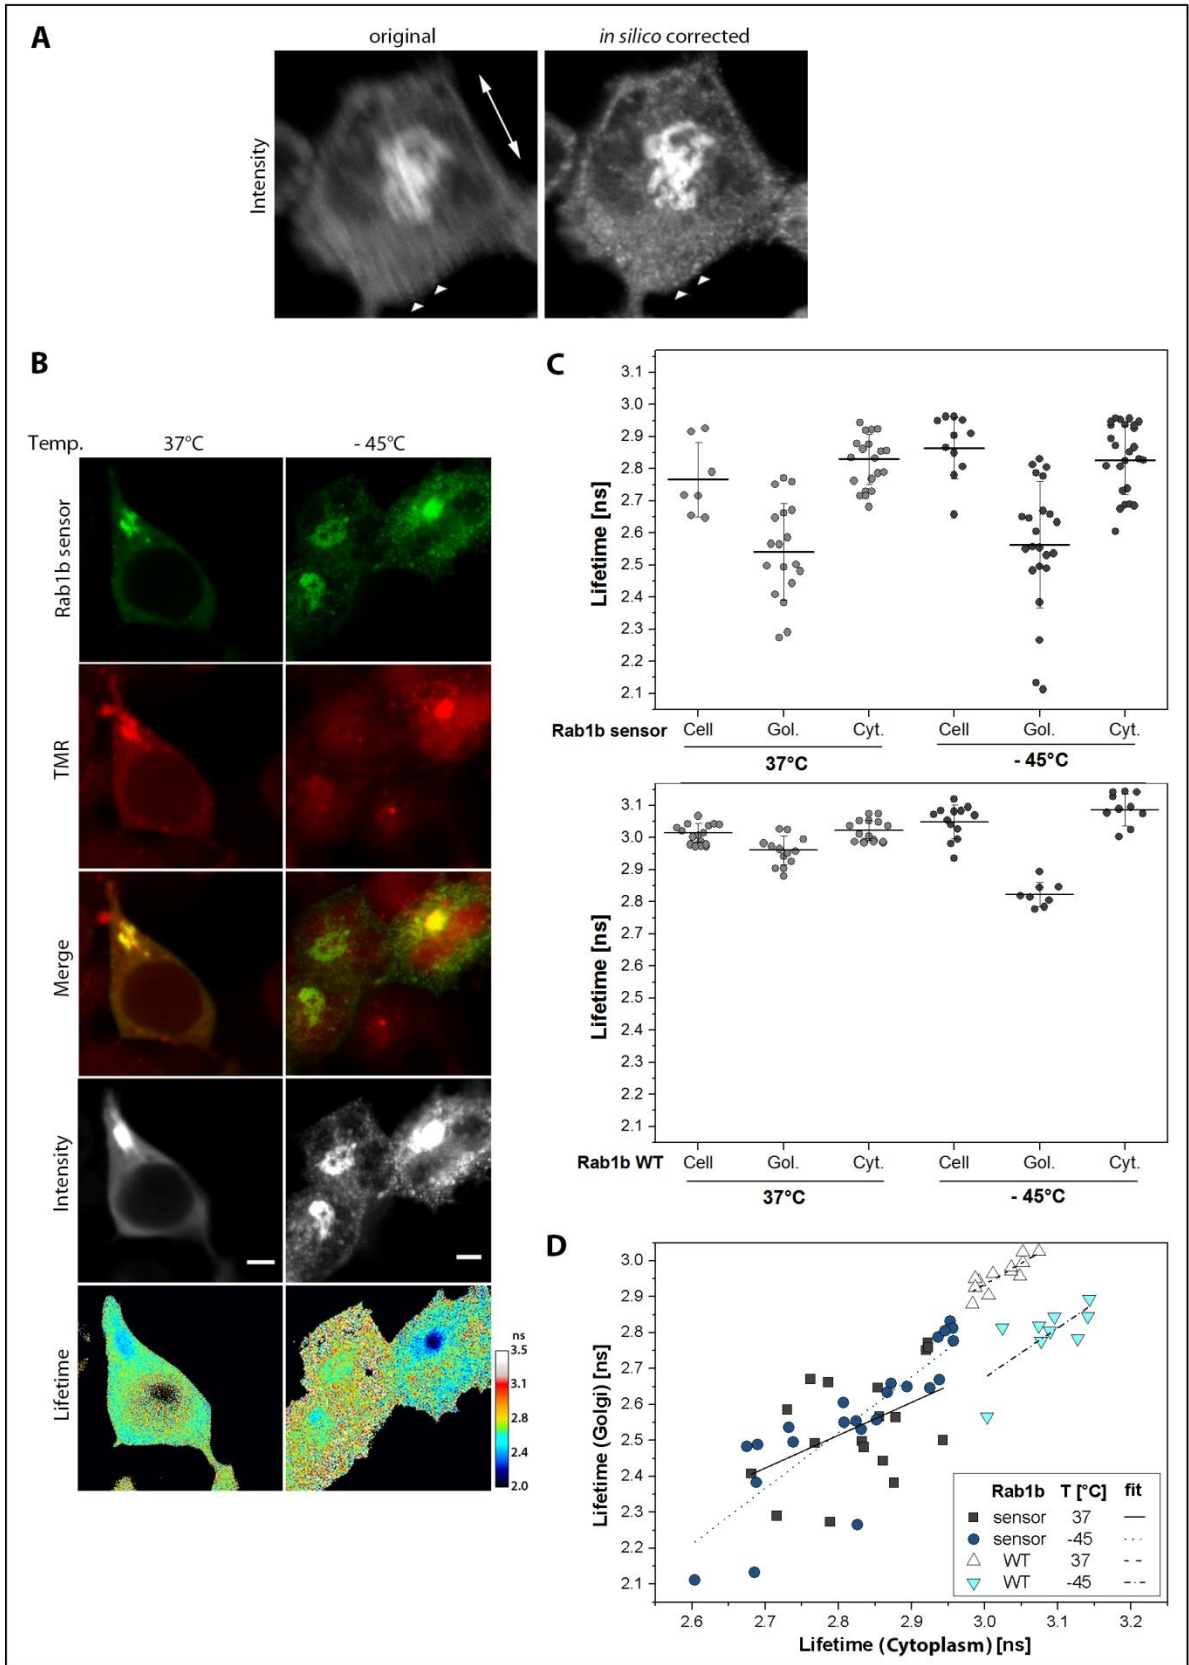 A
original
in silico corrected
Intensity
B
Temp.
37°C
- 45°C
Rab1b sensor
TMR
Merge
Intensity
Lifetime
ns
3.5
3.1
2.8
2.4
2.0
C
Lifetime [ns]
3.1
3.0
2.9
2.8
2.7
2.6
2.5
2.4
2.3
2.2
2.1
Rab1b sensor
Cell Gol. Cyt. Cell Gol. Cyt.
37°C - 45°C
Lifetime [ns]
3.1
3.0
2.9
2.8
2.7
2.6
2.5
2.4
2.3
2.2
2.1
Rab1b WT
Cell Gol. Cyt. Cell Gol. Cyt.
37°C - 45°C
D
Lifetime (Golgi) [ns]
3.0
2.9
2.8
2.7
2.6
2.5
2.4
2.3
2.2
2.1
Rab1b T [°C] fit
sensor 37
sensor -45
WT 37
WT -45
2.6 2.7 2.8 2.9 3.0 3.1 3.2
Lifetime (Cytoplasm) [ns]